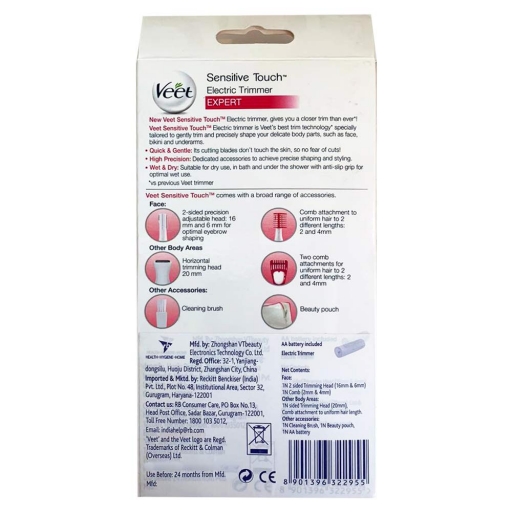 Veet
Sensitive Touch™
Electric Trimmer
EXPERT
New Veet Sensitive Touch™ Electric trimmer, gives you a closer trim than ever*!
Veet Sensitive Touch™ Electric trimmer is Veet's best trim technology* specially
tailored to gently trim and precisely shape your delicate body parts, such as face,
bikini and underarms.
• Quick & Gentle: Its cutting blades don't touch the skin, so no fear of cuts!
• High Precision: Dedicated accessories to achieve precise shaping and styling.
• Wet & Dry: Suitable for dry use, in bath and under the shower with anti-slip grip for
optimal wet use.
*vs previous Veet trimmer
Veet Sensitive Touch™ comes with a broad range of accessories.
Face:
2-sided precision
adjustable head: 16
mm and 6 mm for
optimal eyebrow
shaping
Comb attachment to
uniform hair to 2
different lengths:
2 and 4mm
Other Body Areas
Horizontal
trimming head
20 mm
Two comb
attachments for
uniform hair to 2
different lengths: 2
and 4mm
Other Accessories:
Cleaning brush
Beauty pouch
HEALTH•HYGIENE•HOME
Mfd. by: Zhongshan VTbeauty
Electronics Technology Co. Ltd.
Regd. Office: 32-1, Yanjiang-
dongsilu, Huoju District, Zhangshan City, China
Imported & Mktd. by: Reckitt Benckiser (India)
Pvt. Ltd., Plot No. 48, Institutional Area, Sector 32,
Gurugram, Haryana-122001
Contact us at: RB Consumer Care, PO Box No.13,
Head Post Office, Sadar Bazar, Gurugram-122001
Toll Free Number: 1800 103 5012.
Email: indiahelp@rb.com
'Veet' and the Veet logo are Regd.
Trademarks of Reckitt & Colman
(Overseas) Ltd.
Use Before: 24 months from Mfd.
Mfd:
AA battery included
Electric Trimmer
Net Contents:
Face:
1N 2 sided Trimming Head (16mm & 6mm)
1N Comb (2mm & 4mm)
Other Body Areas:
1N sided Trimming head (20mm),
Comb attachment to uniform hair length.
Other accessories:
1N Cleaning Brush, 1N Beauty pouch,
1N AA battery
8 901396 322955